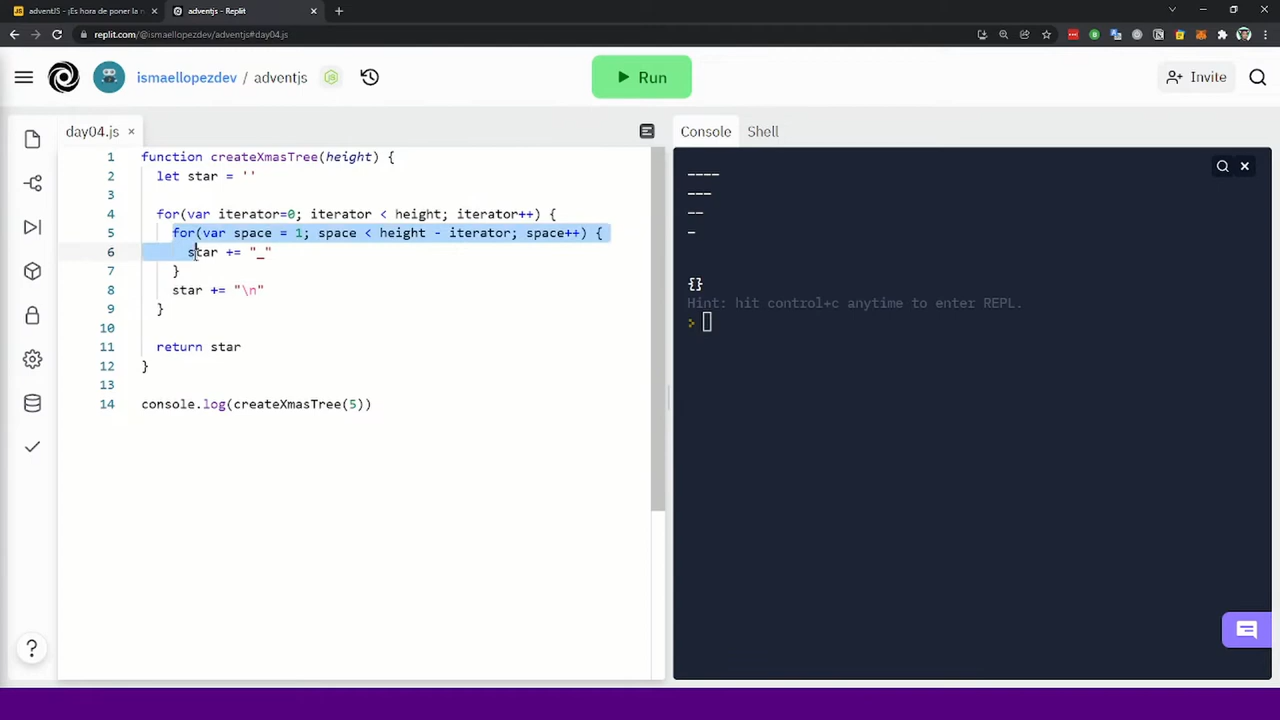 adventJS - ¡Es hora de poner la n
adventjs - Replit
replit.com/@ismaellopezdev/adventjs#day04.js
ismaellopezdev / adventjs
Run
Invite
day04.js
Console
Shell
1 function createXmasTree(height) {
2 let star = ''
3
4 for(var iterator=0; iterator < height; iterator++) {
5 for(var space = 1; space < height - iterator; space++) {
6 star += "_"
7 }
8 star += "\n"
9 }
10
11 return star
12 }
13
14 console.log(createXmasTree(5))
----
---
--
-
{}
Hint: hit control+c anytime to enter REPL.
>
?